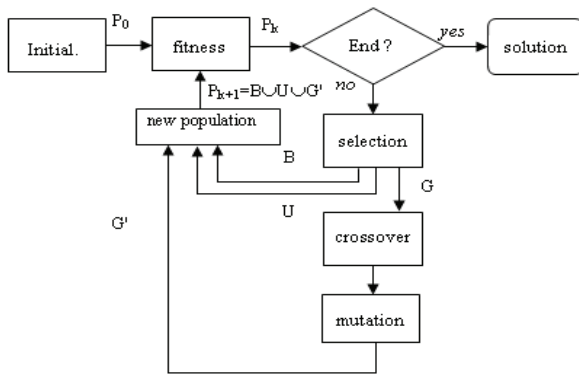 P0
Initial.
fitness
Pk
End ?
yes
solution
no
Pk+1=B∪U∪G'
new population
selection
B
U
G
G'
crossover
mutation